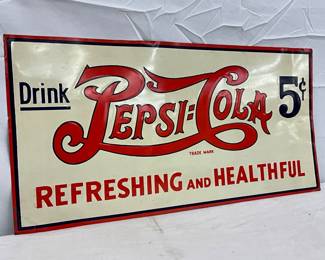 Drink PEPSI=COLA 5¢
TRADE MARK
REFRESHING AND HEALTHFUL